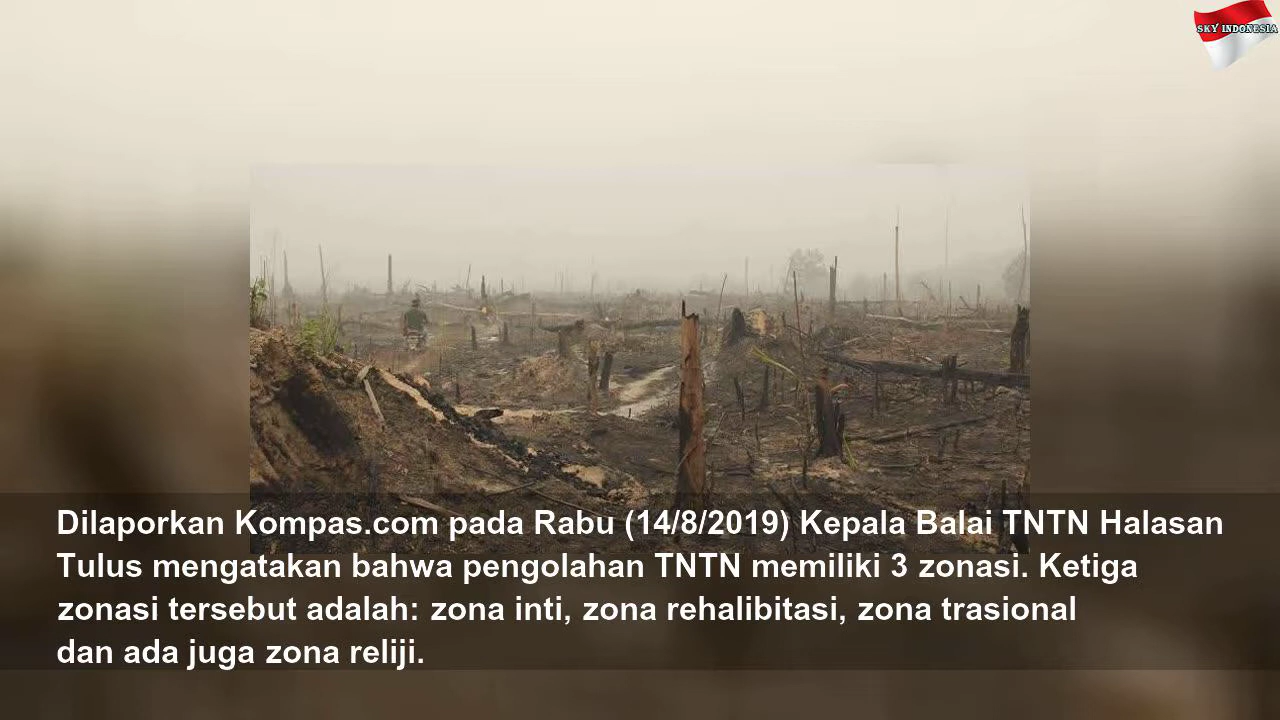 SKY INDONESIA
Dilaporkan Kompas.com pada Rabu (14/8/2019) Kepala Balai TNTN Halasan
Tulus mengatakan bahwa pengolahan TNTN memiliki 3 zonasi. Ketiga
zonasi tersebut adalah: zona inti, zona rehalibitasi, zona trasional
dan ada juga zona reliji.